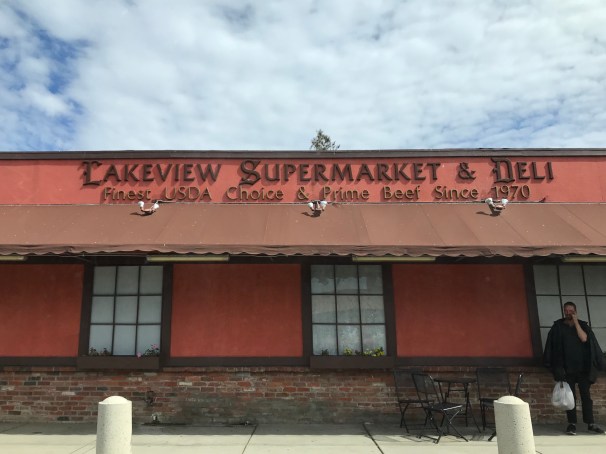 Lakeview Supermarket & Deli
Finest USDA Choice & Prime Beef Since 1970